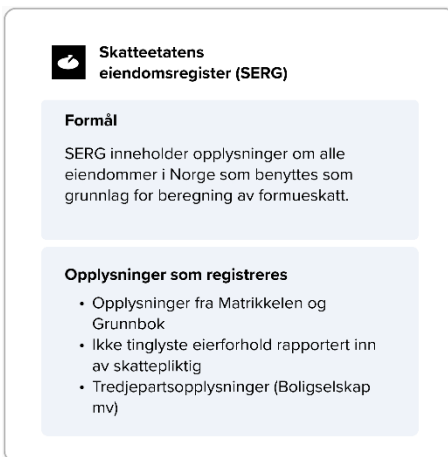 Skatteetatens
eiendomsregister (SERG)
Formål
SERG inneholder opplysninger om alle
eiendommer i Norge som benyttes som
grunnlag for beregning av formueskatt.
Opplysninger som registreres
• Opplysninger fra Matrikkelen og
Grunnbok
• Ikke tinglyste eierforhold rapportert inn
av skattepliktig
• Tredjepartsopplysninger (Boligselskap
mv)